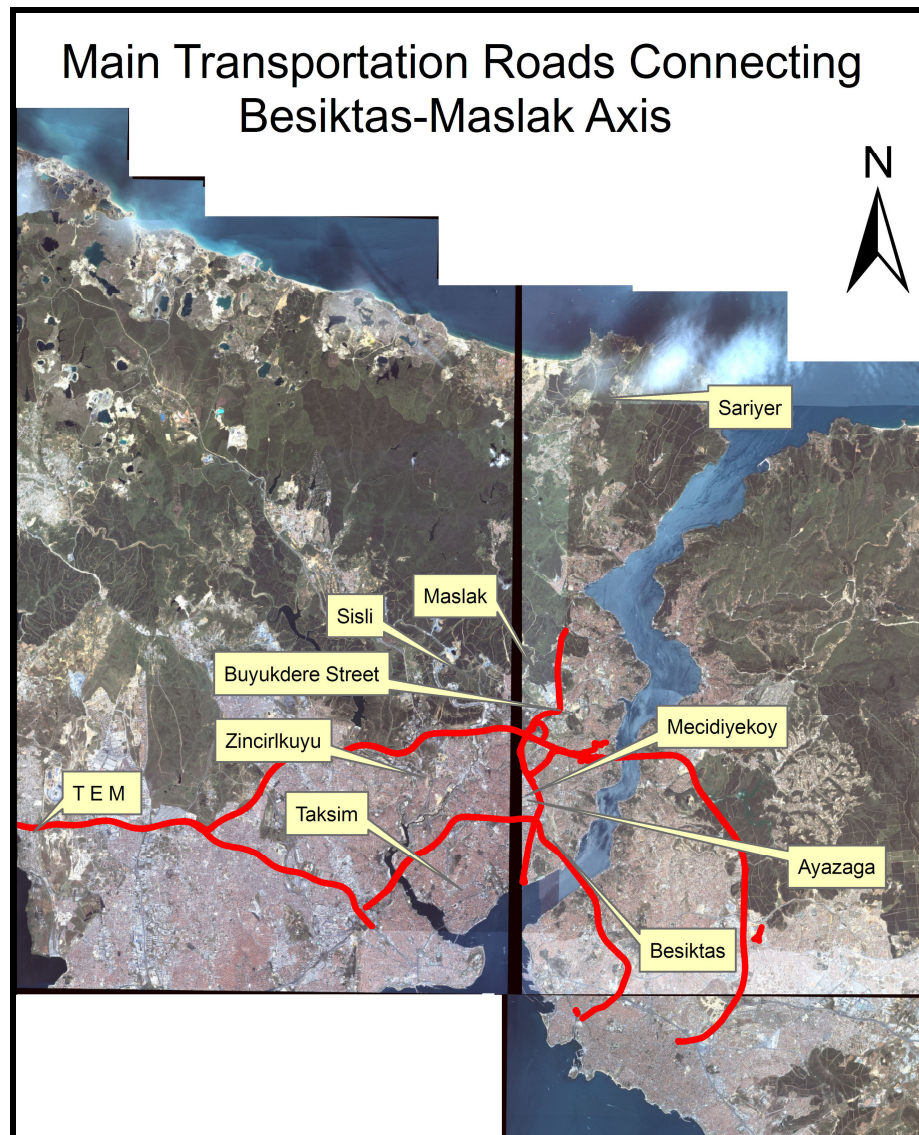 Main Transportation Roads Connecting
Besiktas-Maslak Axis
N
Sariyer
Maslak
Sisli
Buyukdere Street
Mecidiyekoy
Zincirlkuyu
T E M
Taksim
Ayazaga
Besiktas